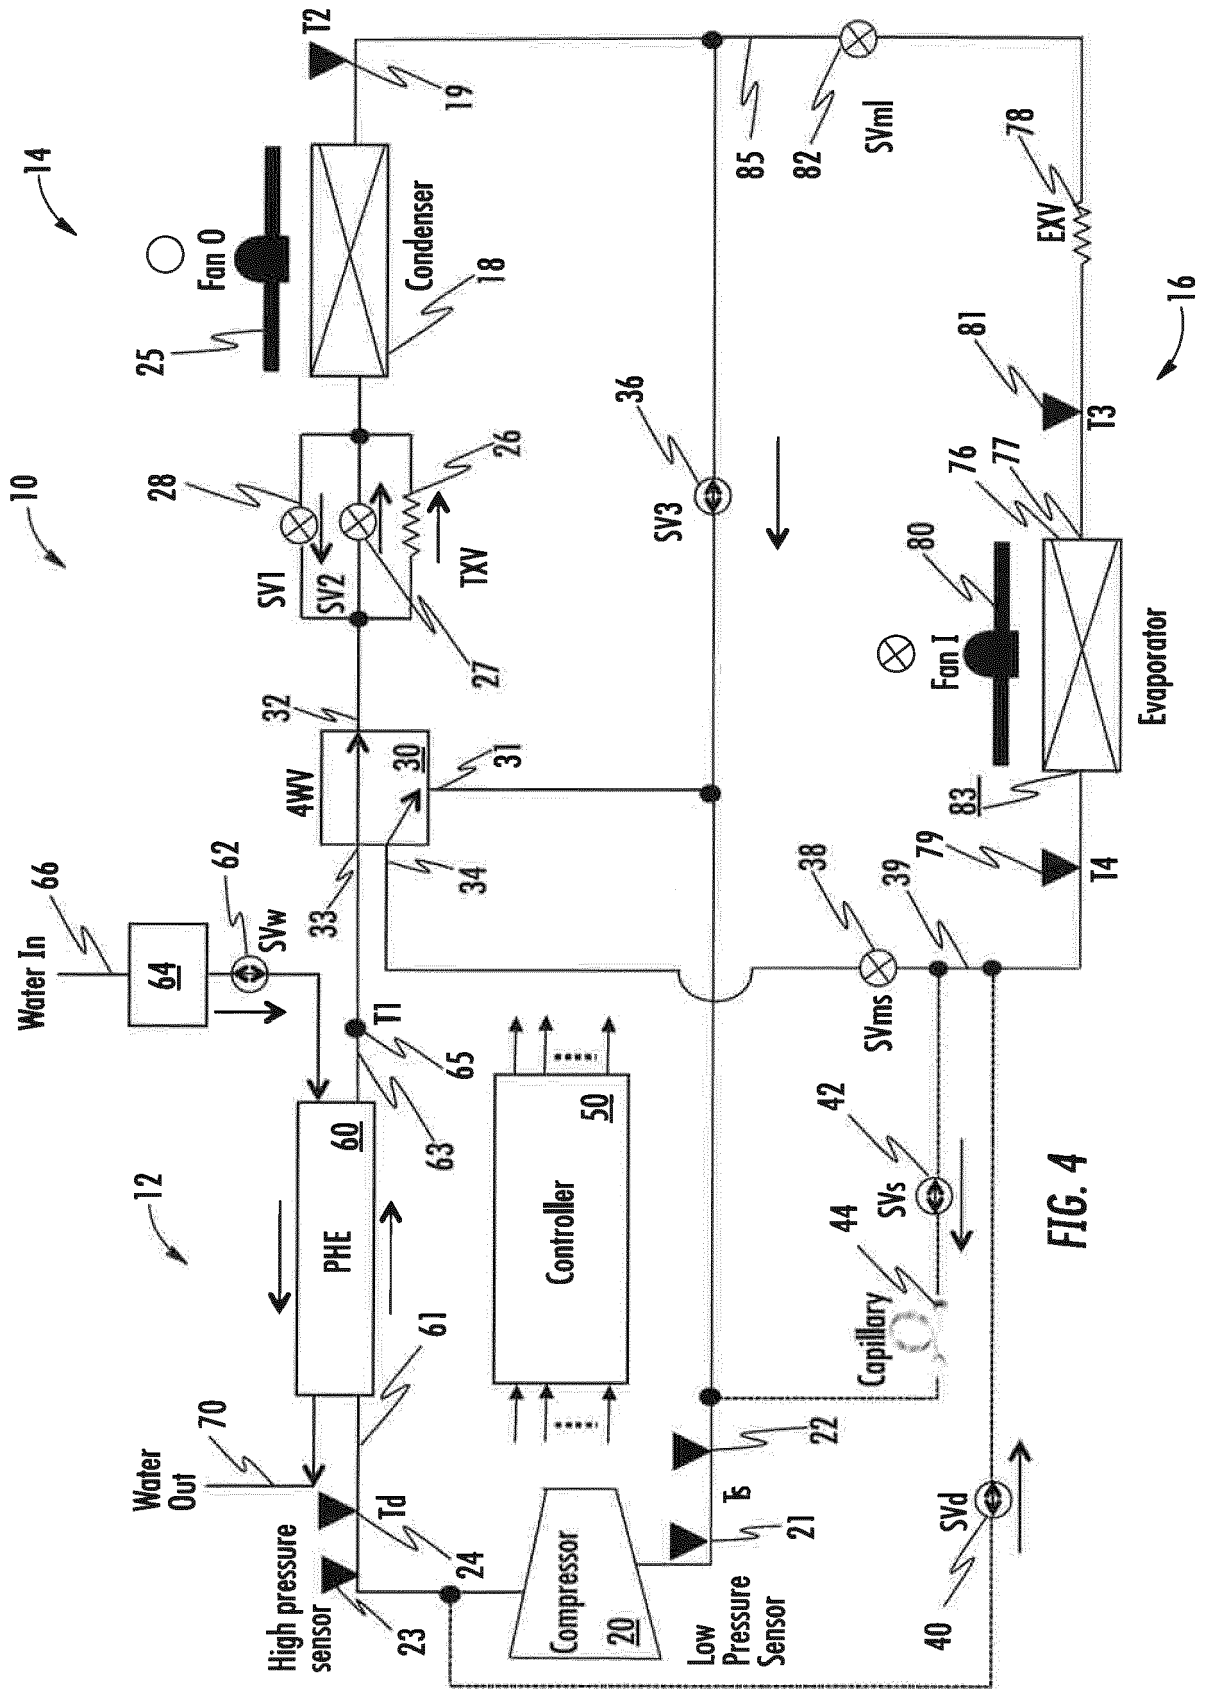 10
14
12
16
T2
19
Fan O
25
Condenser
18
28
SV1
SV2
26
TXV
27
32
4WV
30
31
33
34
36
SV3
85
82
SVml
78
EXV
81
T3
76
77
80
Fan I
Evaporator
83
79
T4
38
39
SVms
Water In
66
64
62
SVw
T1
65
63
PHE
60
61
Water
Out
70
Td
24
High pressure
sensor
23
Controller
50
Compressor
20
Ts
22
21
Low
Pressure
Sensor
42
SVs
44
Capillary
SVd
40
FIG. 4